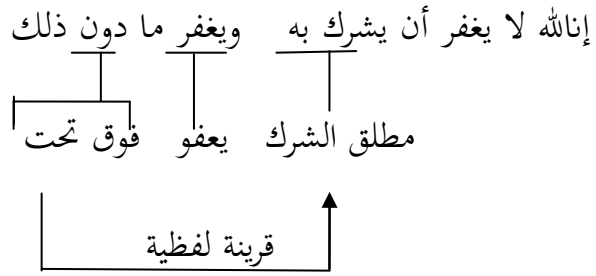 إنالله لا يغفر أن يشرك به ويغفر ما دون ذلك
مطلق الشرك يعفو فوق تحت
قرينة لفظية